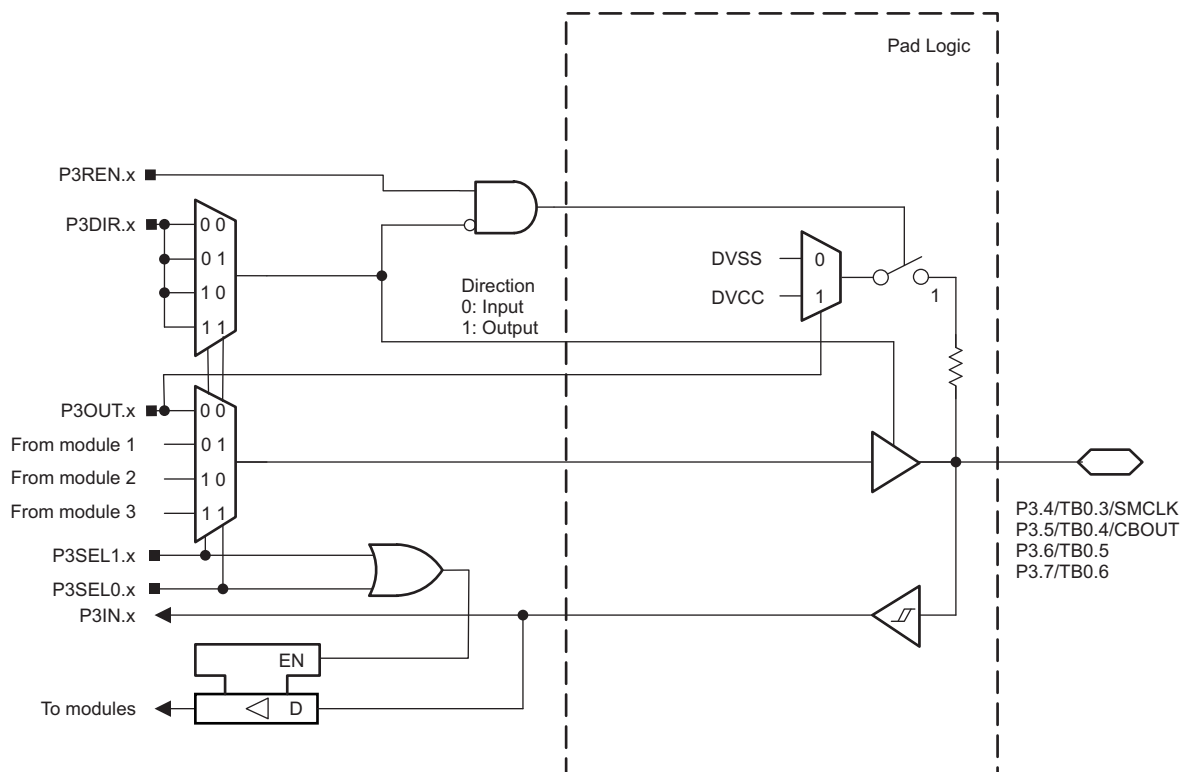 Pad Logic
P3REN.x
P3DIR.x
0 0
0 1
1 0
1 1
Direction
0: Input
1: Output
DVSS
0
DVCC
1
1
P3OUT.x
0 0
From module 1
0 1
From module 2
1 0
From module 3
1 1
P3SEL1.x
P3SEL0.x
P3IN.x
EN
To modules
D
P3.4/TB0.3/SMCLK
P3.5/TB0.4/CBOUT
P3.6/TB0.5
P3.7/TB0.6